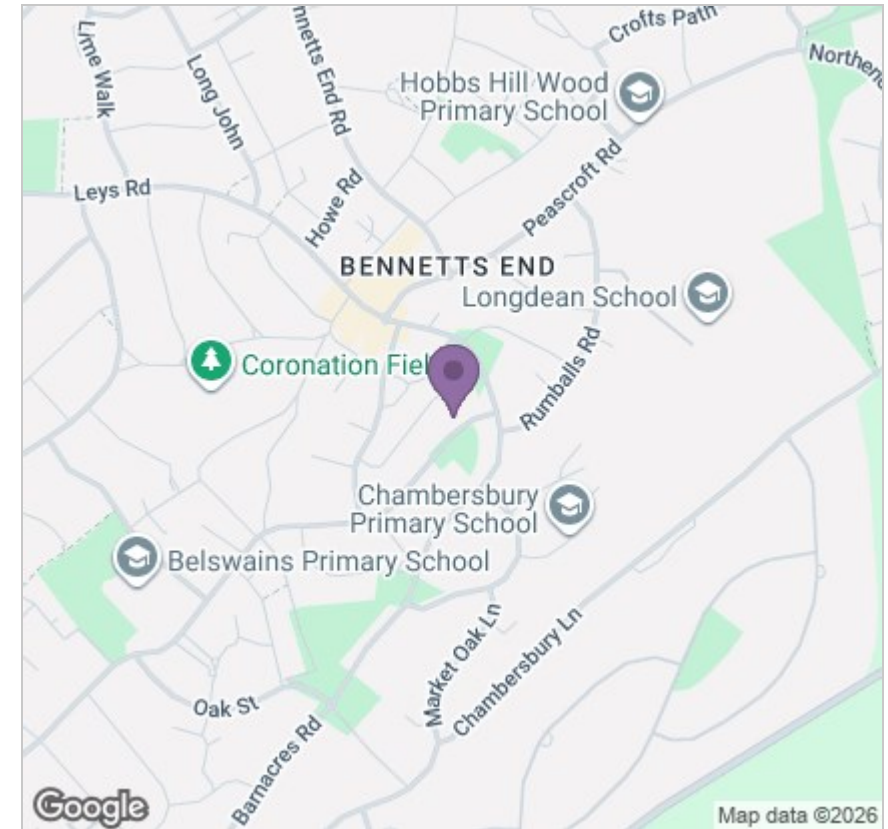 Crofts Path
Lime Walk
Long John
nnetts End Rd
Northend
Hobbs Hill Wood
Primary School
Peascroft Rd
Leys Rd
Howe Rd
BENNETTS END
Longdean School
Rumballs Rd
Coronation Fiel
Chambersbury
Primary School
Belswains Primary School
Market Oak Ln
Chambersbury Ln
Oak St
Barnacres Rd
Google
Map data ©2026